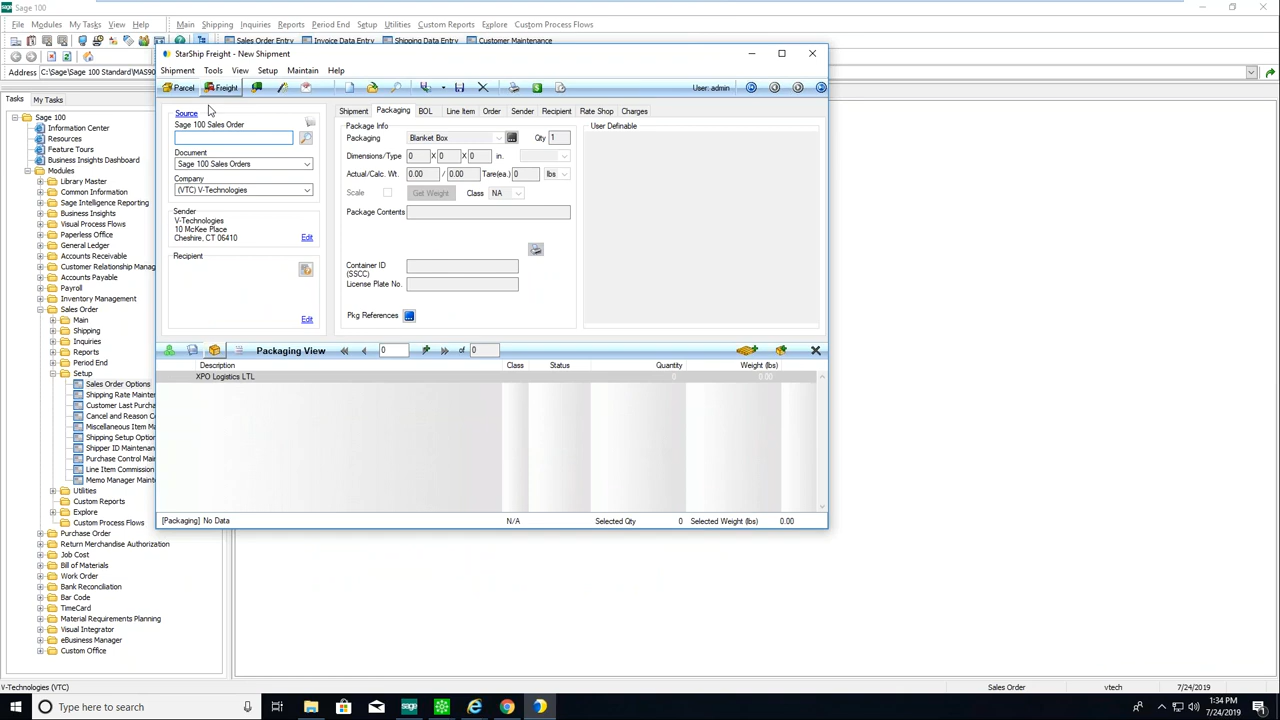 Sage 100
File Modules My Tasks View Help Main Shipping Inquiries Reports Period End Setup Utilities Custom Reports Explore Custom Process Flows
Sales Order Entry Invoice Data Entry Shipping Data Entry Customer Maintenance
Address C:\Sage\Sage 100 Standard\MAS90
Tasks My Tasks
Sage 100
Information Center
Resources
Feature Tours
Business Insights Dashboard
Modules
Library Master
Common Information
Sage Intelligence Reporting
Business Insights
Visual Process Flows
Paperless Office
General Ledger
Accounts Receivable
Customer Relationship Manag
Accounts Payable
Payroll
Inventory Management
Sales Order
Main
Shipping
Inquiries
Reports
Period End
Setup
Sales Order Options
Shipping Rate Mainten
Customer Last Purcha
Cancel and Reason C
Miscellaneous Item M
Shipping Setup Option
Shipper ID Maintenan
Purchase Control Mai
Line Item Commission
Memo Manager Maint
Utilities
Custom Reports
Explore
Custom Process Flows
Purchase Order
Return Merchandise Authorization
Job Cost
Bill of Materials
Work Order
Bank Reconciliation
Bar Code
TimeCard
Material Requirements Planning
Visual Integrator
eBusiness Manager
Custom Office
StarShip Freight - New Shipment
Shipment Tools View Setup Maintain Help
Parcel Freight User: admin
Source
Sage 100 Sales Order
Document
Sage 100 Sales Orders
Company
(VTC) V-Technologies
Sender
V-Technologies
10 McKee Place
Cheshire, CT 06410 Edit
Recipient
Edit
Shipment Packaging BOL Line Item Order Sender Recipient Rate Shop Charges
Package Info User Definable
Packaging Blanket Box Qty 1
Dimensions/Type 0 X 0 X 0 in.
Actual/Calc. Wt. 0.00 / 0.00 Tare(ea.) 0 lbs
Scale Get Weight Class NA
Package Contents
Container ID
(SSCC)
License Plate No.
Pkg References
Packaging View 0 of 0
Description Class Status Quantity Weight (lbs)
XPO Logistics LTL 0 0.00
[Packaging] No Data N/A Selected Qty 0 Selected Weight (lbs) 0.00
V-Technologies (VTC) Sales Order vtech 7/24/2019
Type here to search sage 1:34 PM
7/24/2019